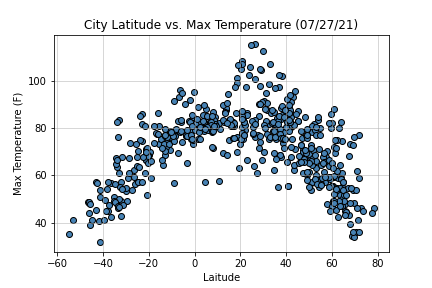 City Latitude vs. Max Temperature (07/27/21)
Max Temperature (F)
100
80
60
40
−60 −40 −20 0 20 40 60 80
Laitude